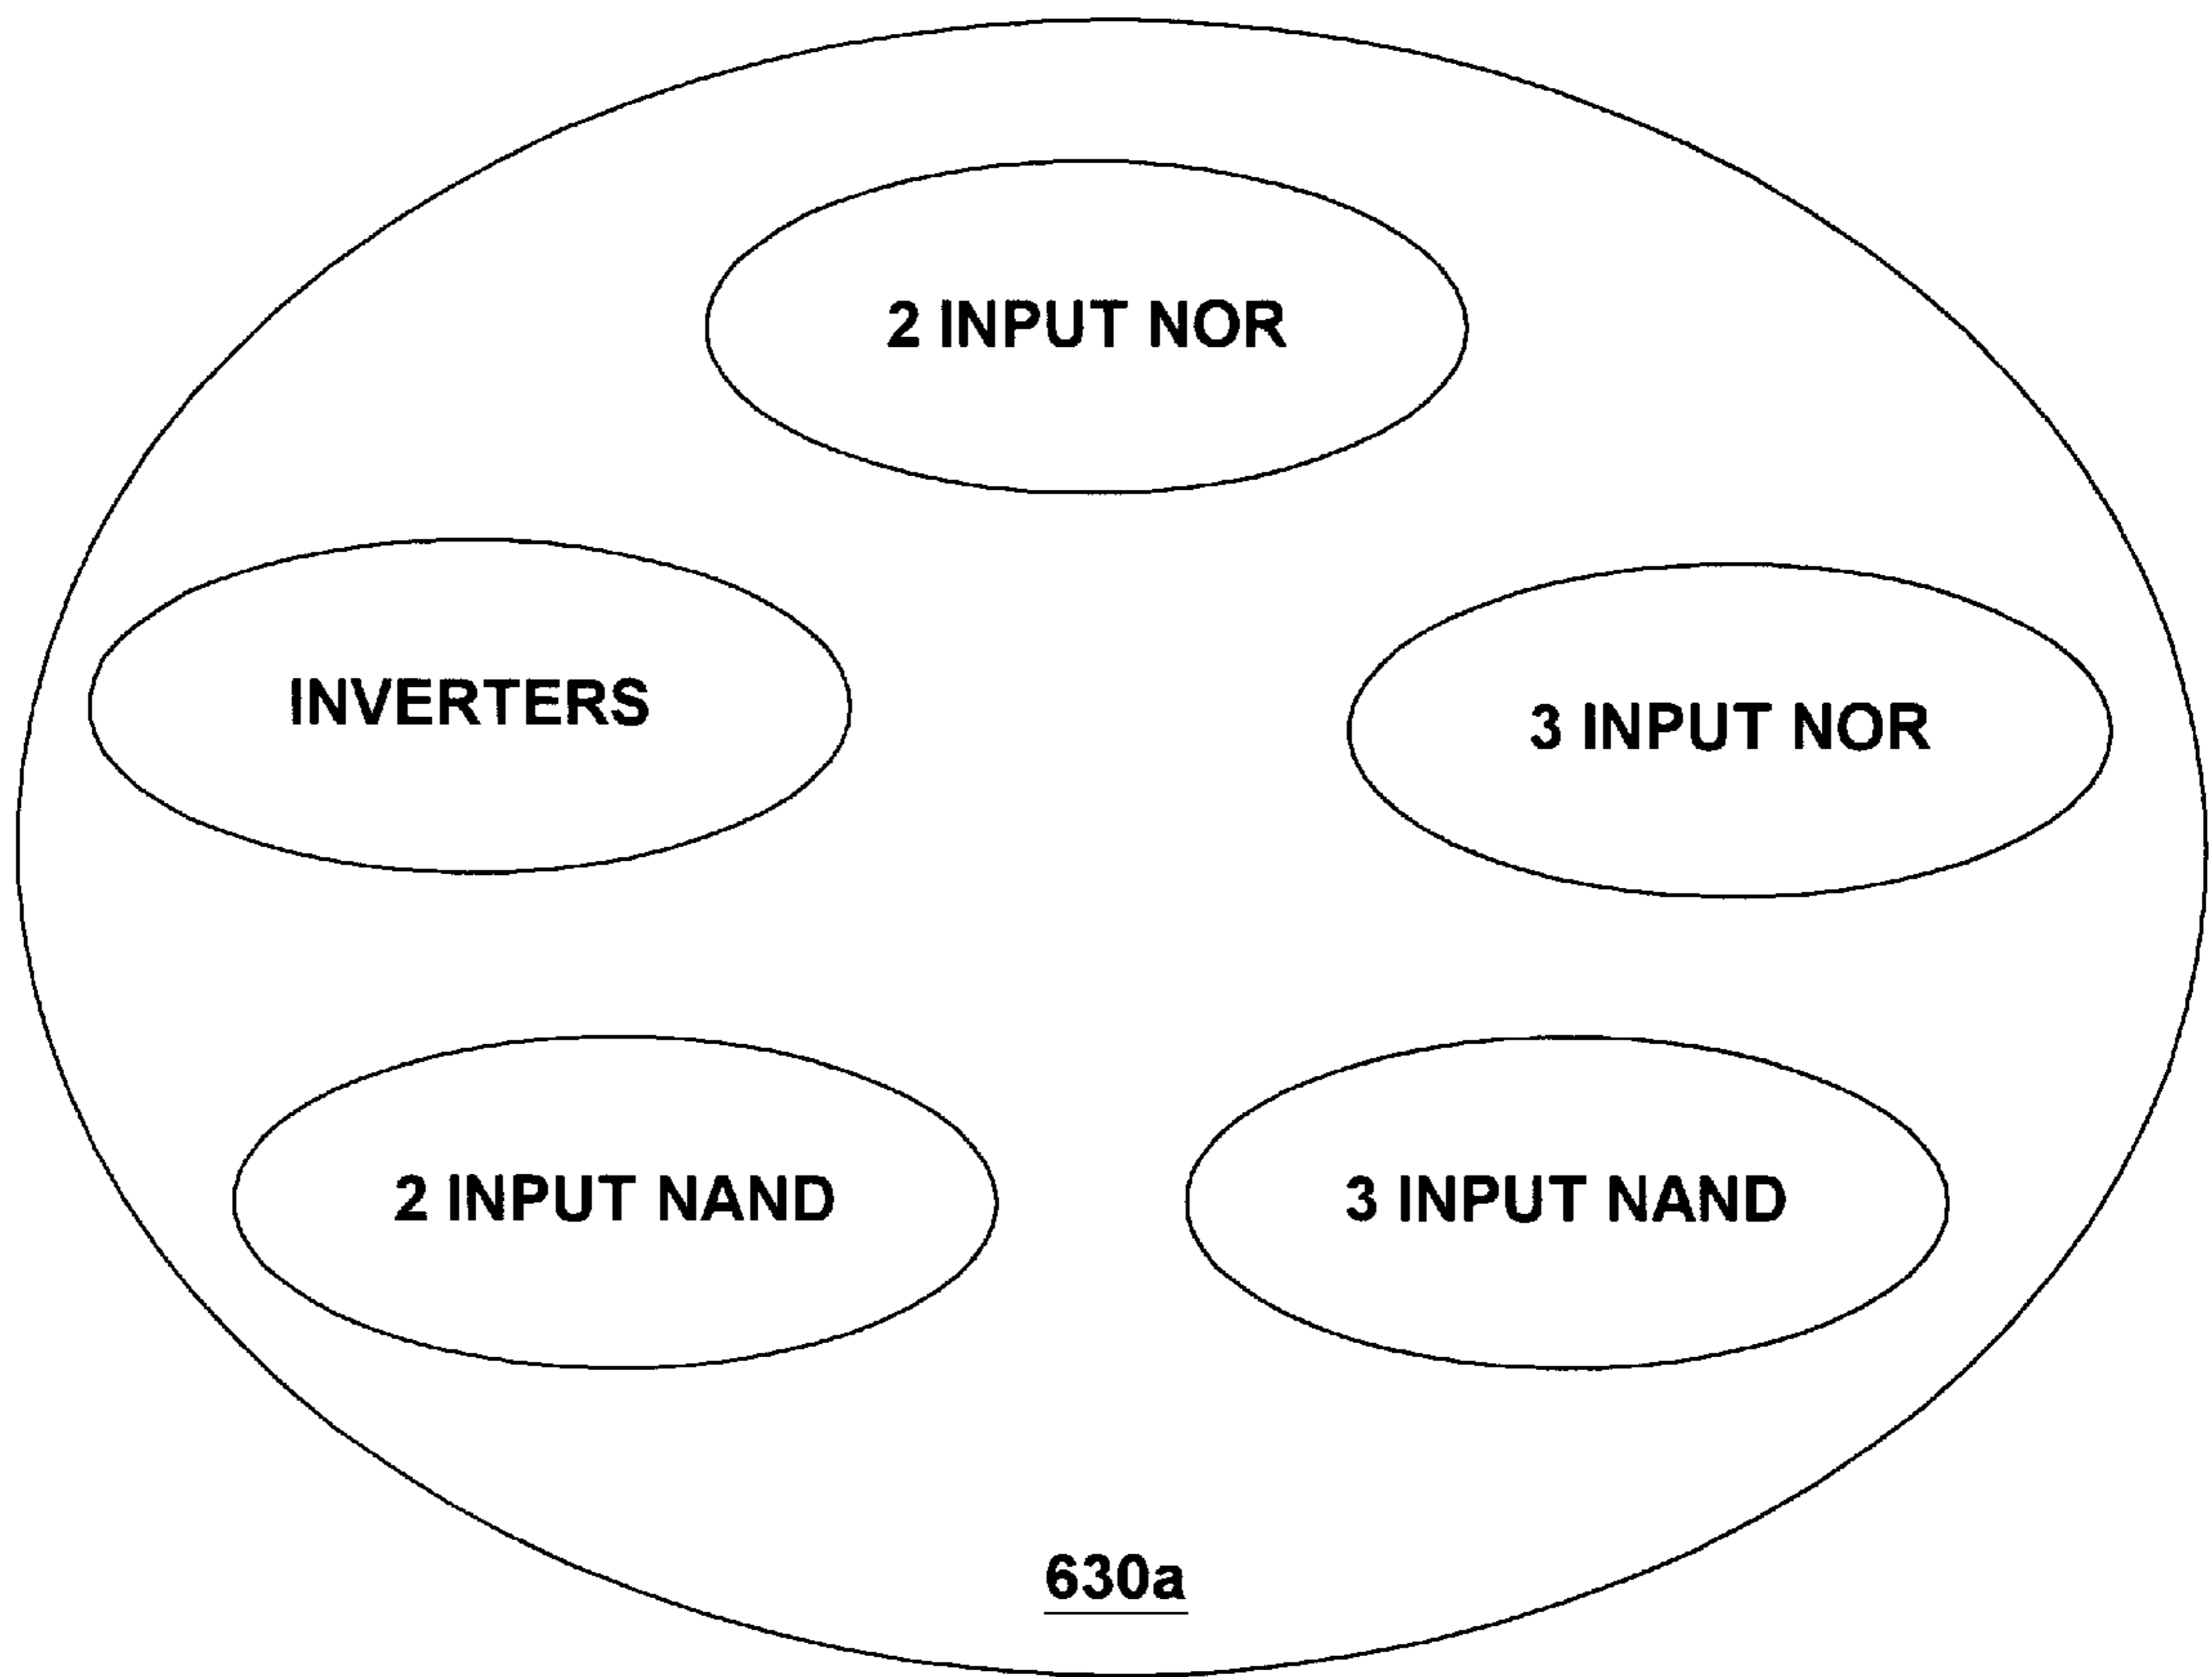 2 INPUT NOR
INVERTERS
3 INPUT NOR
2 INPUT NAND
3 INPUT NAND
630a